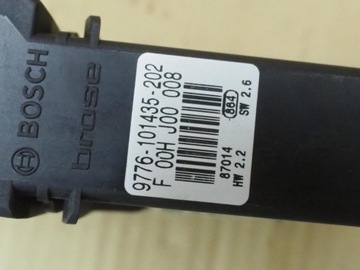 BOSCH
brose
9776-101435-202
F 00H J00 008
864
SW 2.6
87014
HW 2.2